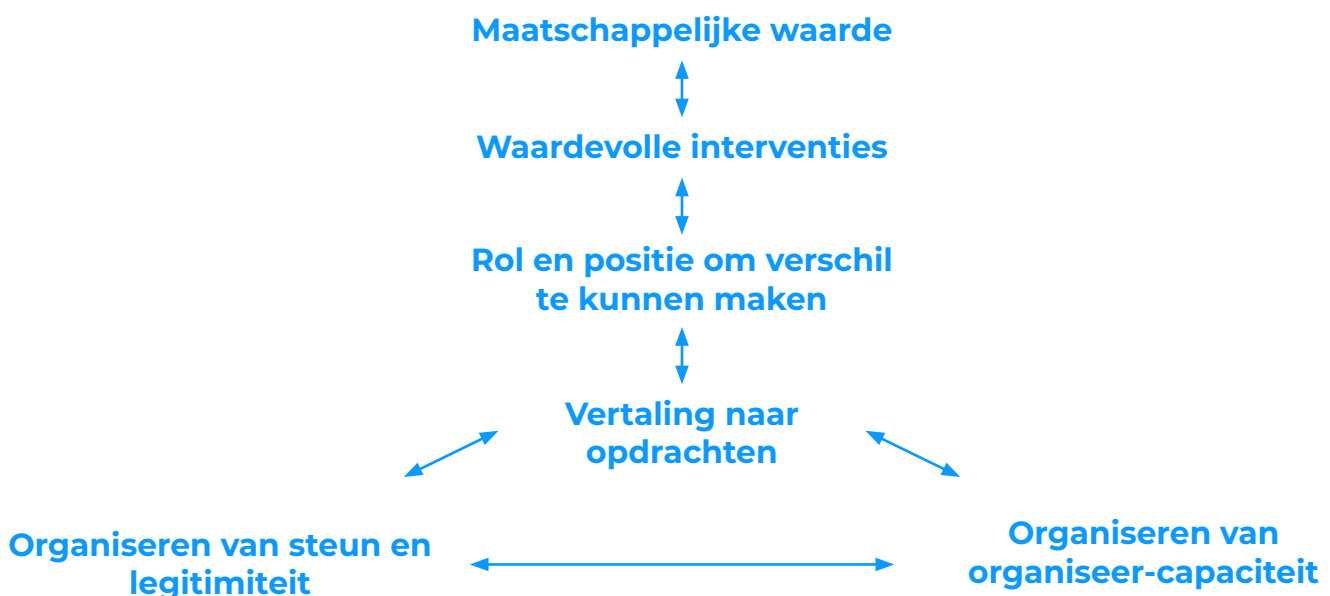 Maatschappelijke waarde
Waardevolle interventies
Rol en positie om verschil
te kunnen maken
Vertaling naar
opdrachten
Organiseren van steun en
legitimiteit
Organiseren van
organiseer-capaciteit